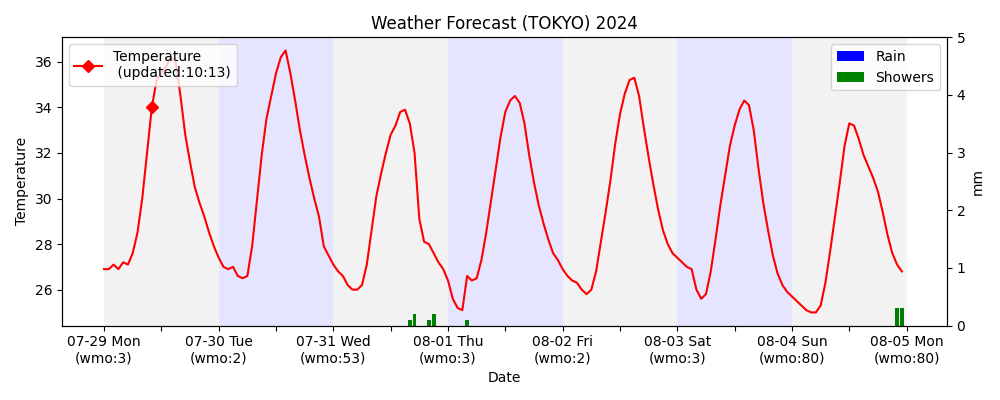 Weather Forecast (TOKYO) 2024
Temperature
(updated:10:13)
Rain
Showers
36
34
32
30
28
26
Temperature
5
4
3
2
1
0
mm
07-29 Mon
(wmo:3)
07-30 Tue
(wmo:2)
07-31 Wed
(wmo:53)
08-01 Thu
(wmo:3)
08-02 Fri
(wmo:2)
08-03 Sat
(wmo:3)
08-04 Sun
(wmo:80)
08-05 Mon
(wmo:80)
Date